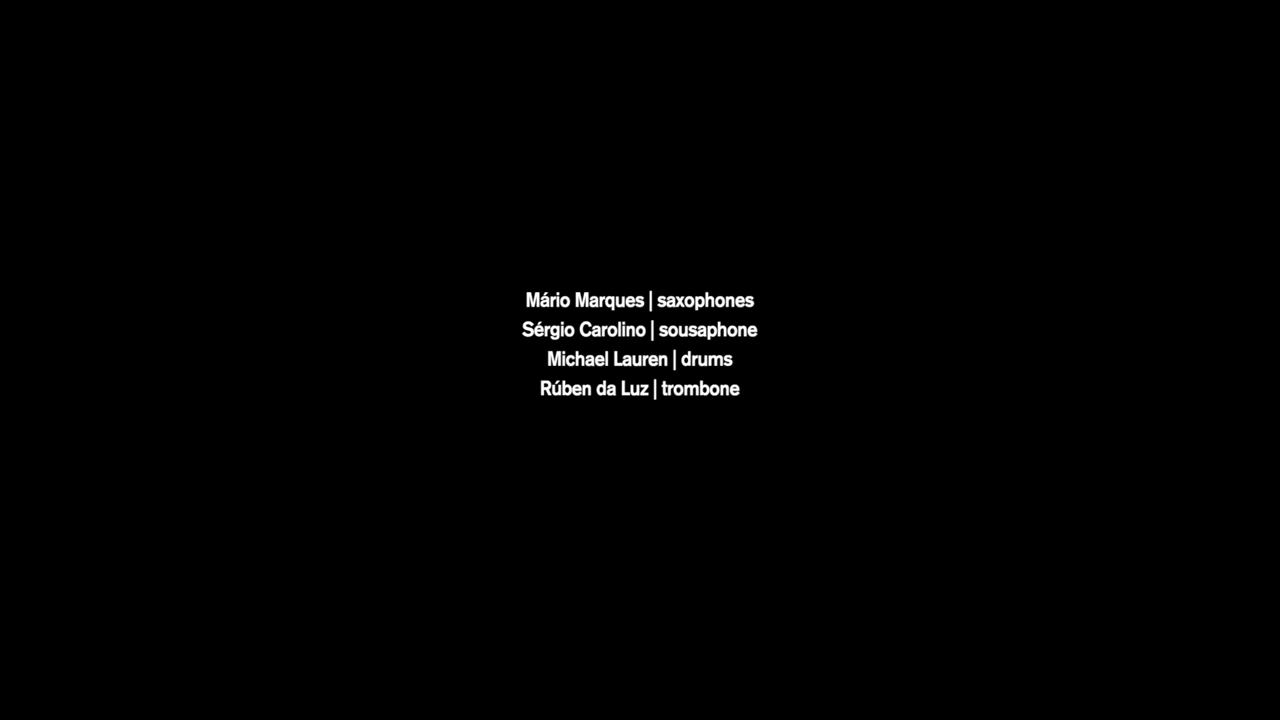 Mário Marques | saxophones
Sérgio Carolino | sousaphone
Michael Lauren | drums
Rúben da Luz | trombone